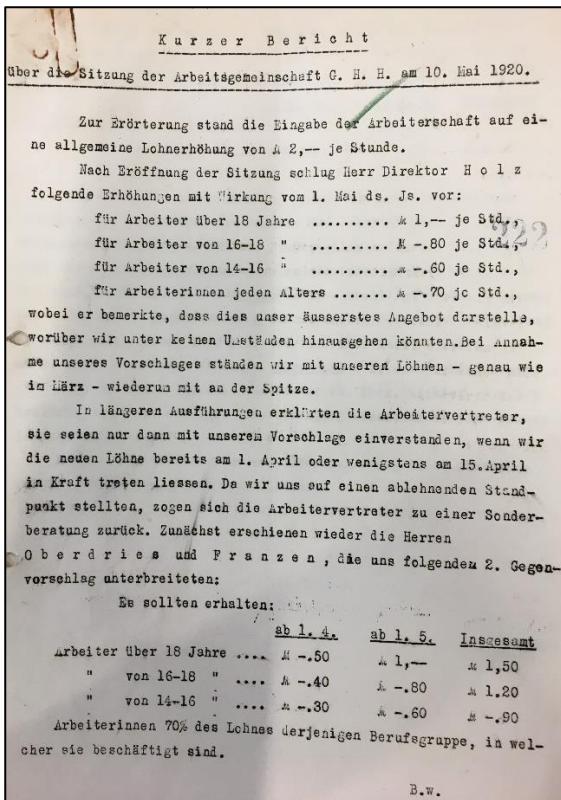 Kurzer Bericht
über die Sitzung der Arbeitsgemeinschaft G. H. H. am 10. Mai 1920.
Zur Erörterung stand die Eingabe der Arbeiterschaft auf ei-
ne allgemeine Lohnerhöhung von M 2,-- je Stunde.
Nach Eröffnung der Sitzung schlug Herr Direktor H o l z
folgende Erhöhungen mit Wirkung vom 1. Mai ds. Js. vor:
für Arbeiter über 18 Jahre .......... M 1,-- je Std.,
für Arbeiter von 16-18 " .......... M -.80 je Std.,
für Arbeiter von 14-16 " .......... M -.60 je Std.,
für Arbeiterinnen jeden Alters ....... M -.70 je Std.,
222
wobei er bemerkte, dass dies unser äusserstes Angebot darstelle,
worüber wir unter keinen Umständen hinausgehen könnten.Bei Annah-
me unseres Vorschlages ständen wir mit unseren Löhnen - genau wie
im März - wiederum mit an der Spitze.
In längeren Ausführungen erklärten die Arbeitervertreter,
sie seien nur dann mit unserem Vorschlage einverstanden, wenn wir
die neuen Löhne bereits am 1. April oder wenigstens am 15.April
in Kraft treten liessen. Da wir uns auf einen ablehnenden Stand-
punkt stellten, zogen sich die Arbeitervertreter zu einer Sonder-
beratung zurück. Zunächst erschienen wieder die Herren
O b e r d r i e s und F r a n z e n , die uns folgenden 2. Gegen-
vorschlag unterbreiteten:
Es sollten erhalten:
ab 1. 4. ab 1. 5. Insgesamt
Arbeiter über 18 Jahre .... M -.50 M 1,-- M 1,50
" von 16-18 " .... M -.40 M -.80 M 1.20
" von 14-16 " .... M -.30 M -.60 M -.90
Arbeiterinnen 70% des Lohnes derjenigen Berufsgruppe, in wel-
cher sie beschäftigt sind.
B.w.